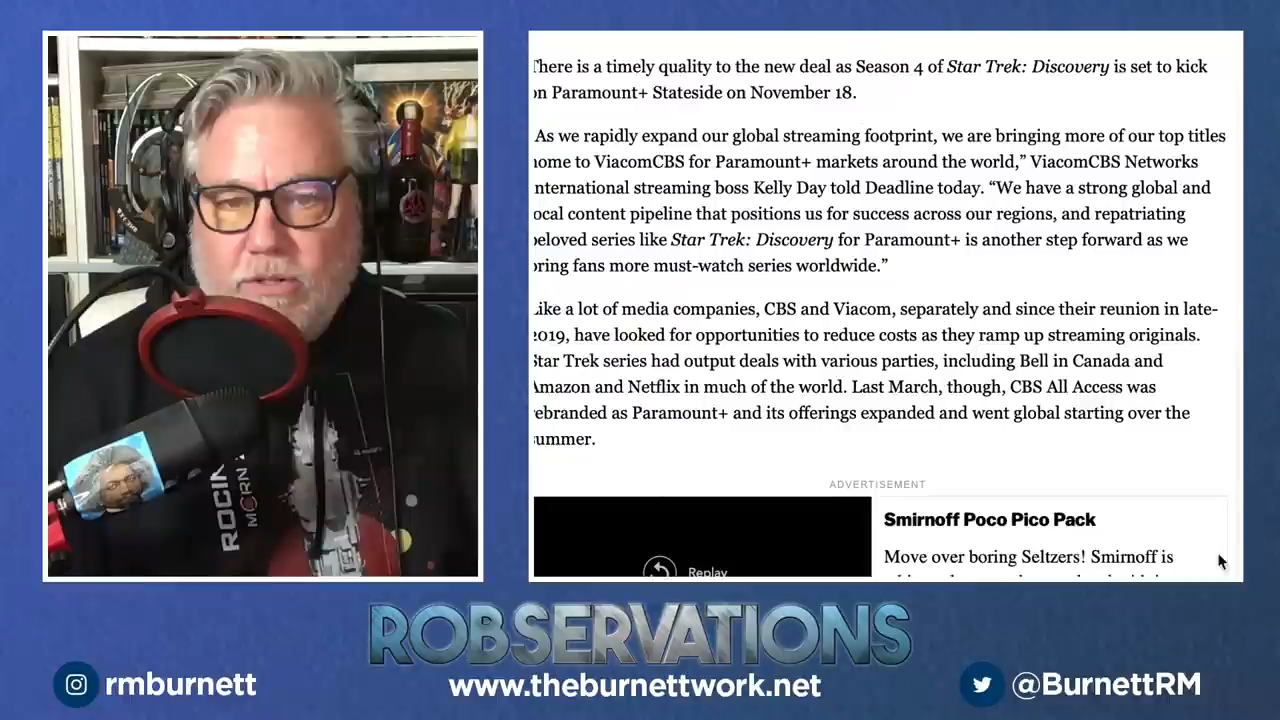 There is a timely quality to the new deal as Season 4 of Star Trek: Discovery is set to kick
on Paramount+ Stateside on November 18.
As we rapidly expand our global streaming footprint, we are bringing more of our top titles
home to ViacomCBS for Paramount+ markets around the world,” ViacomCBS Networks
nternational streaming boss Kelly Day told Deadline today. “We have a strong global and
ocal content pipeline that positions us for success across our regions, and repatriating
beloved series like Star Trek: Discovery for Paramount+ is another step forward as we
bring fans more must-watch series worldwide.”
Like a lot of media companies, CBS and Viacom, separately and since their reunion in late-
2019, have looked for opportunities to reduce costs as they ramp up streaming originals.
Star Trek series had output deals with various parties, including Bell in Canada and
Amazon and Netflix in much of the world. Last March, though, CBS All Access was
rebranded as Paramount+ and its offerings expanded and went global starting over the
summer.
ADVERTISEMENT
Smirnoff Poco Pico Pack
Move over boring Seltzers! Smirnoff is
Replay
ROBSERVATIONS
rmburnett
www.theburnettwork.net
@BurnettRM